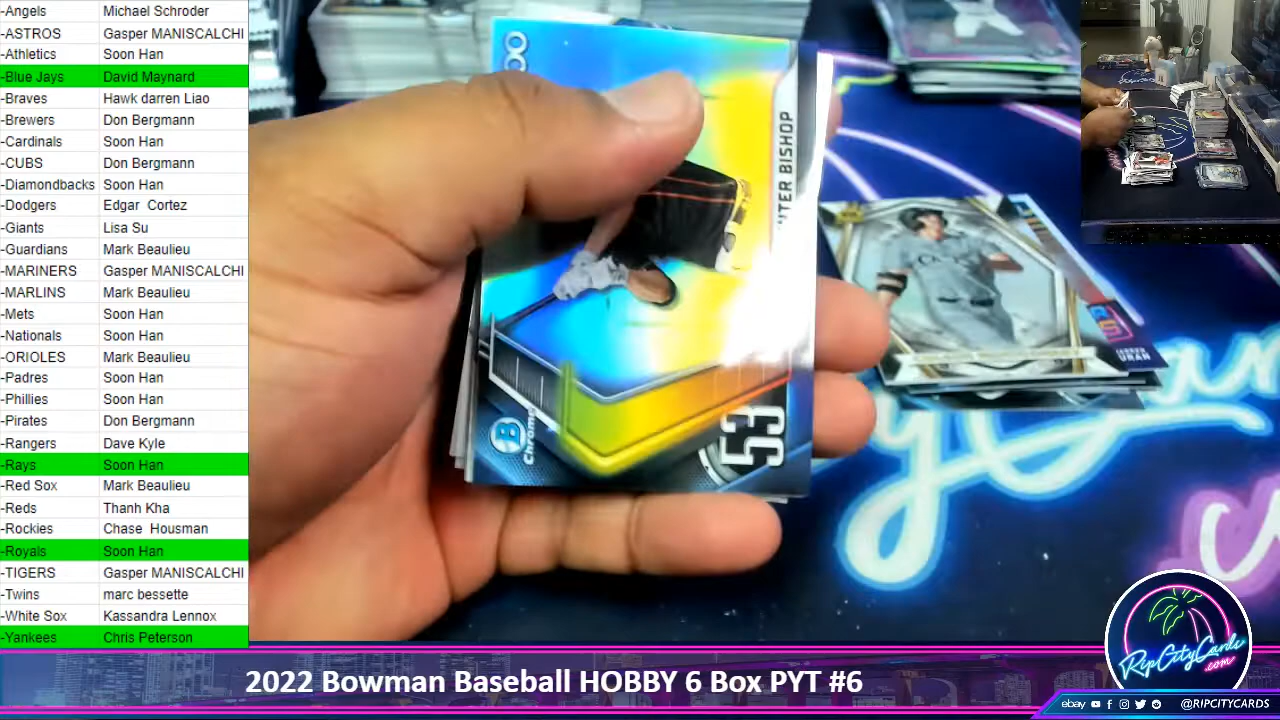 -Angels Michael Schroder
-ASTROS Gasper MANISCALCHI
-Athletics Soon Han
-Blue Jays David Maynard
-Braves Hawk darren Liao
-Brewers Don Bergmann
-Cardinals Soon Han
-CUBS Don Bergmann
-Diamondbacks Soon Han
-Dodgers Edgar Cortez
-Giants Lisa Su
-Guardians Mark Beaulieu
-MARINERS Gasper MANISCALCHI
-MARLINS Mark Beaulieu
-Mets Soon Han
-Nationals Soon Han
-ORIOLES Mark Beaulieu
-Padres Soon Han
-Phillies Soon Han
-Pirates Don Bergmann
-Rangers Dave Kyle
-Rays Soon Han
-Red Sox Mark Beaulieu
-Reds Thanh Kha
-Rockies Chase Housman
-Royals Soon Han
-TIGERS Gasper MANISCALCHI
-Twins marc bessette
-White Sox Kassandra Lennox
-Yankees Chris Peterson
BISHOP
53
B
Chrome
2022 Bowman Baseball HOBBY 6 Box PYT #6
RipCityCards
.com
ebay
@RIPCITYCARDS